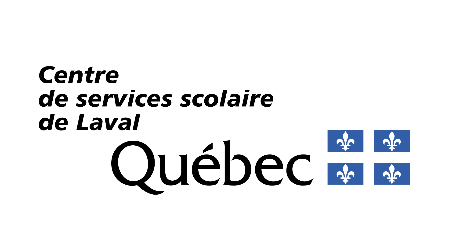 Centre
de services scolaire
de Laval
Québec